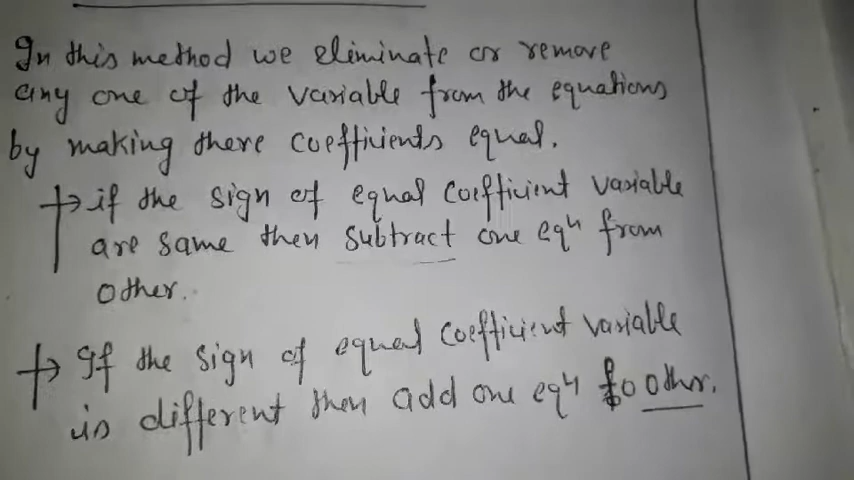 In this method we eliminate or remove
any one of the variable from the equations
by making there coefficients equal.
→ if the sign of equal coefficient variable
are same then subtract one eqn from
other.
→ If the sign of equal coefficient variable
is different then add one eqn to other.